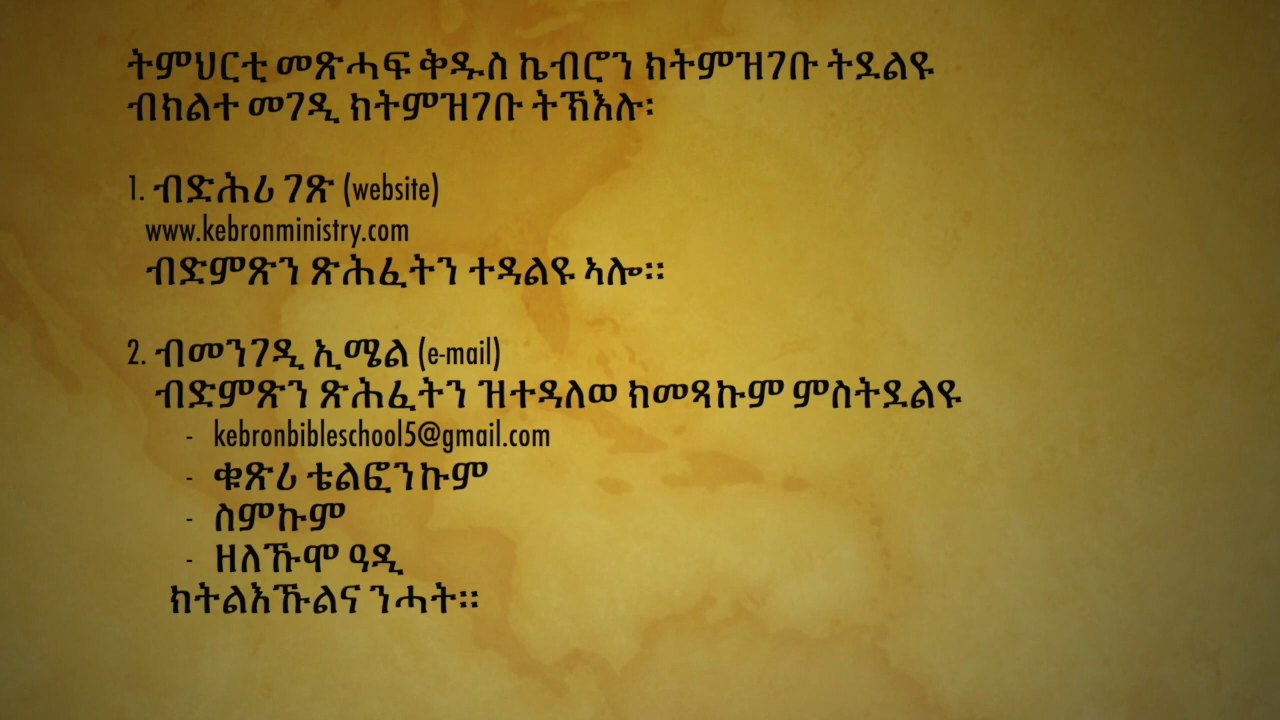 ትምህርቲ መጽሓፍ ቅዱስ ኬብሮን ክትምዝገቡ ትደልዩ
ብክልተ መገዲ ክትምዝገቡ ትኽእሉ፡
1. ብድሕሪ ገጽ (website)
www.kebronministry.com
ብድምጽን ጽሕፈትን ተዳልዩ ኣሎ፡፡
2. ብመንገዲ ኢሜል (e-mail)
ብድምጽን ጽሕፈትን ዝተዳለወ ክመጻኩም ምስትደልዩ
- kebronbibleschool5@gmail.com
- ቁጽሪ ቴልፎንኩም
- ስምኩም
- ዘለኹሞ ዓዲ
ክትልእኹልና ንሓት፡፡